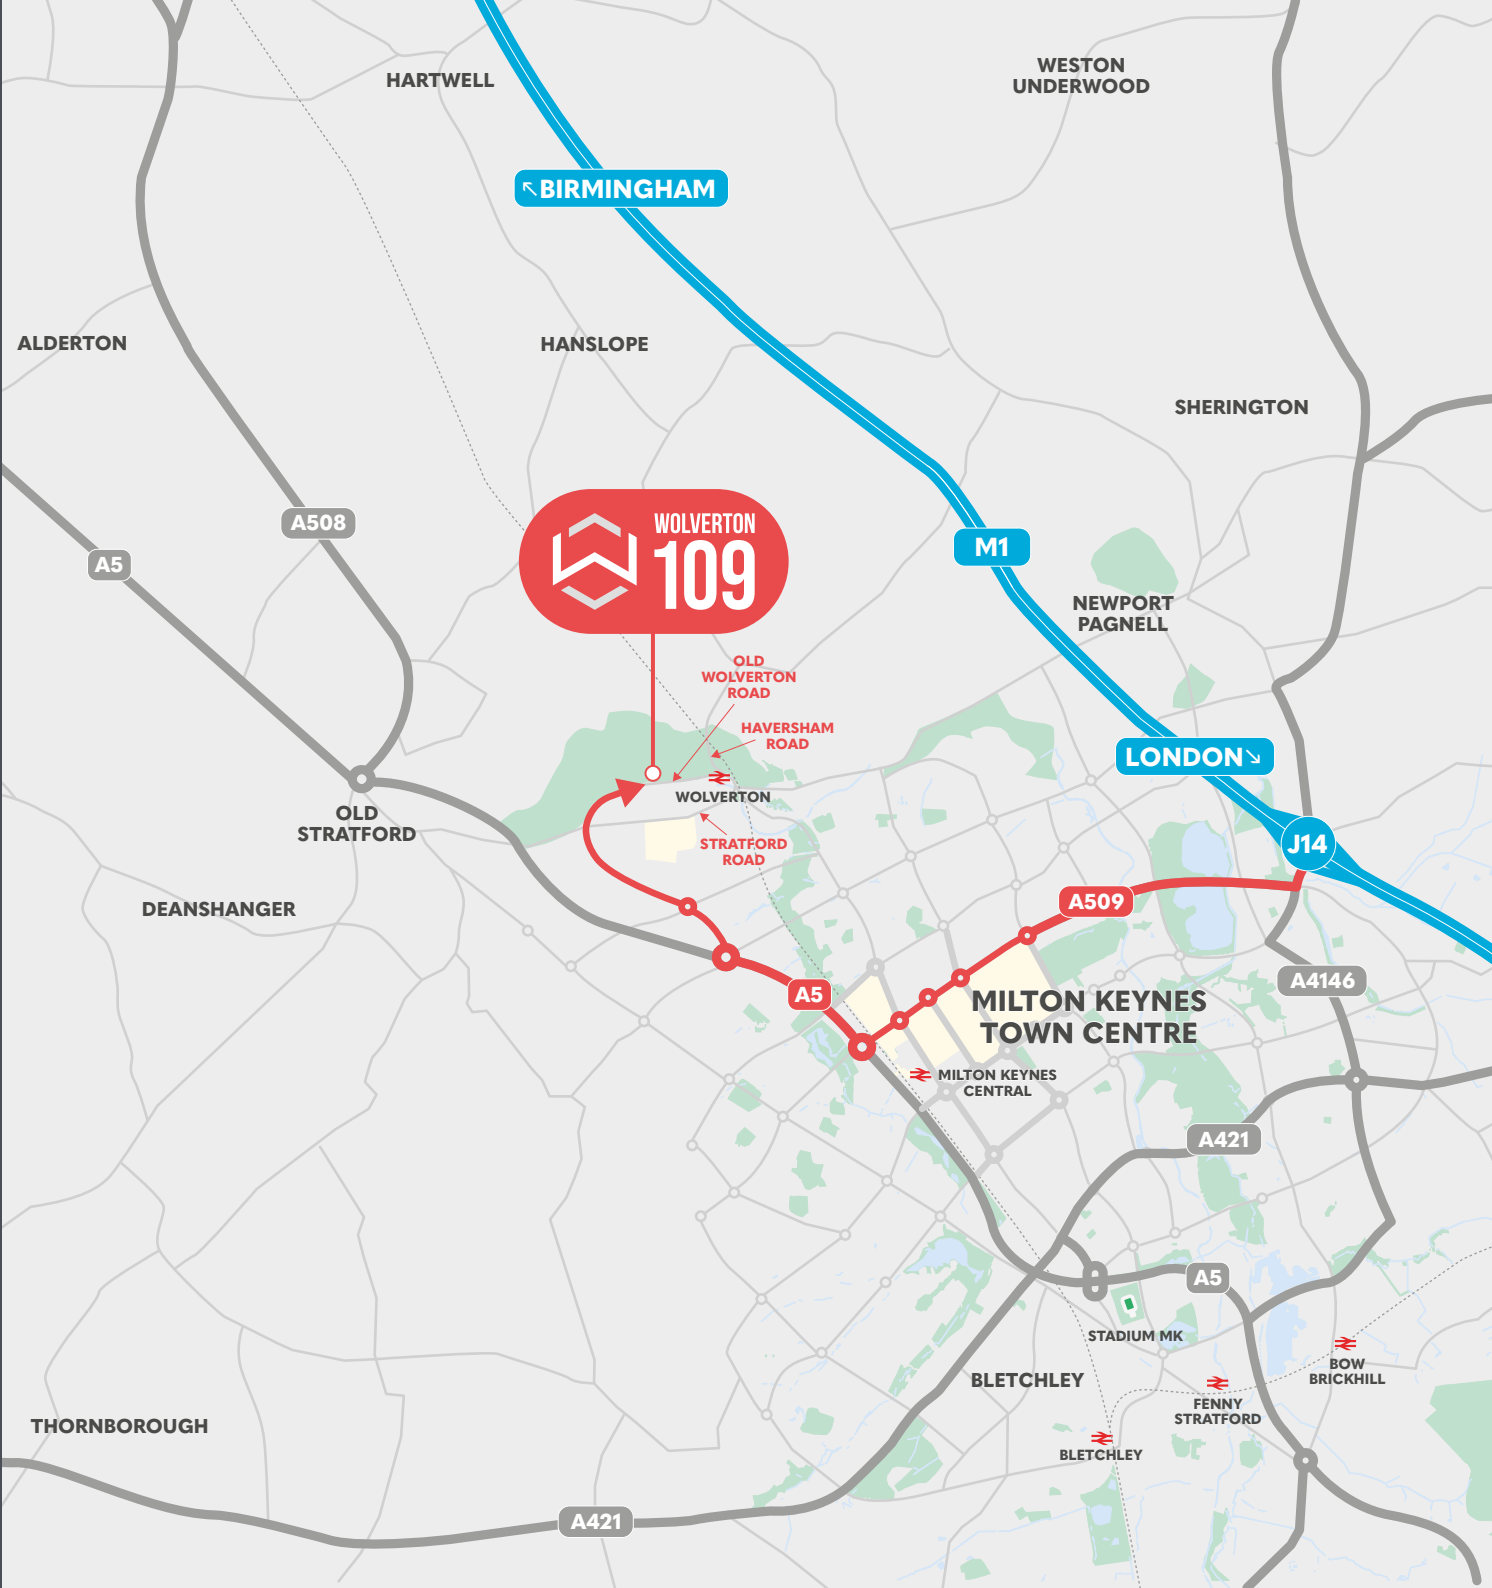 HARTWELL
WESTON
UNDERWOOD
↖BIRMINGHAM
ALDERTON
HANSLOPE
SHERINGTON
A508
A5
WOLVERTON
109
M1
NEWPORT
PAGNELL
OLD
WOLVERTON
ROAD
HAVERSHAM
ROAD
LONDON↘
WOLVERTON
OLD
STRATFORD
STRATFORD
ROAD
J14
DEANSHANGER
A509
A5
A4146
MILTON KEYNES
TOWN CENTRE
MILTON KEYNES
CENTRAL
A421
A5
STADIUM MK
BOW
BRICKHILL
BLETCHLEY
FENNY
STRATFORD
THORNBOROUGH
BLETCHLEY
A421